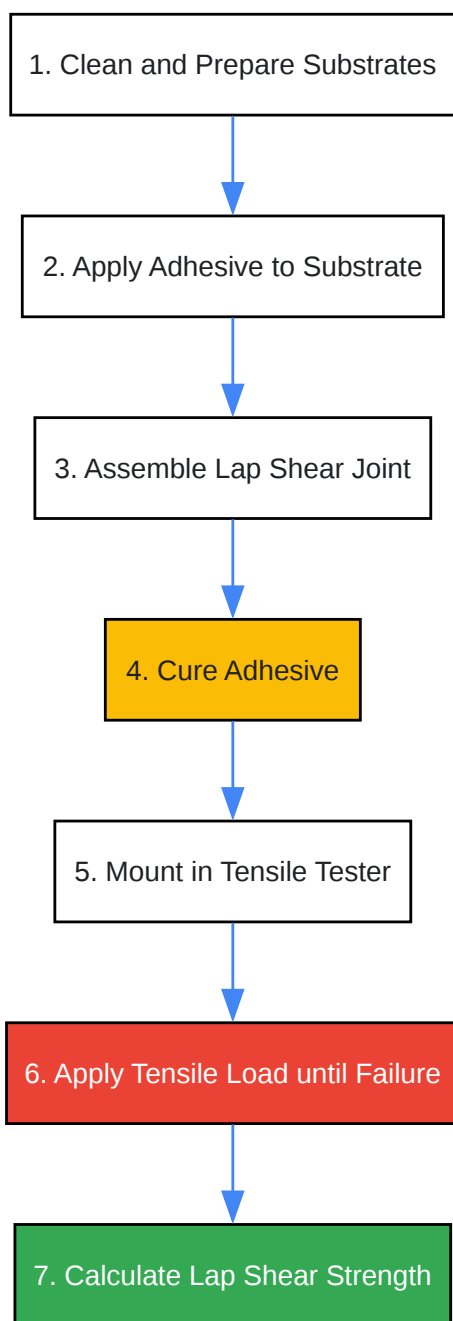 1. Clean and Prepare Substrates
2. Apply Adhesive to Substrate
3. Assemble Lap Shear Joint
4. Cure Adhesive
5. Mount in Tensile Tester
6. Apply Tensile Load until Failure
7. Calculate Lap Shear Strength